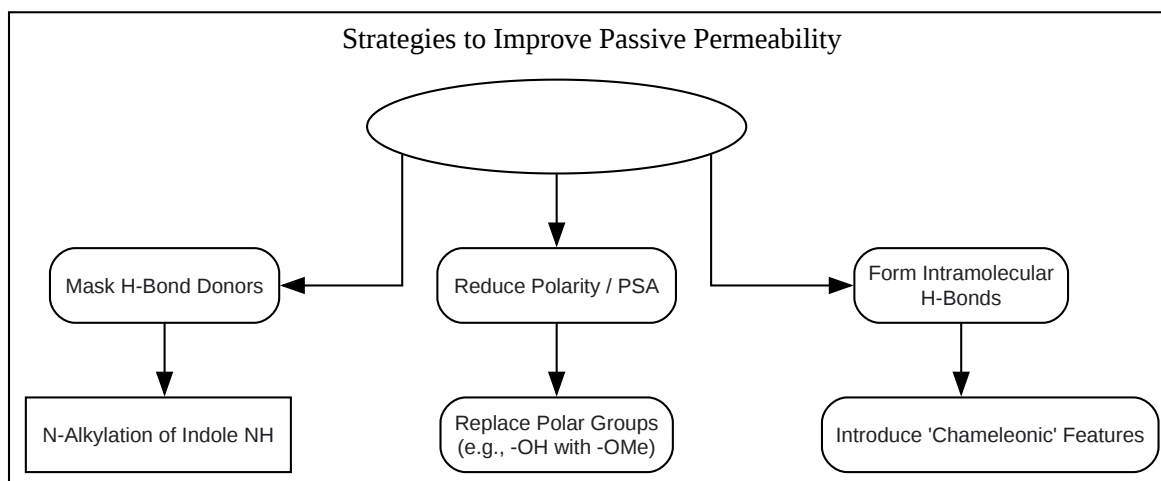 Strategies to Improve Passive Permeability
Mask H-Bond Donors
Reduce Polarity / PSA
Form Intramolecular
H-Bonds
N-Alkylation of Indole NH
Replace Polar Groups
(e.g., -OH with -OMe)
Introduce 'Chameleonic' Features